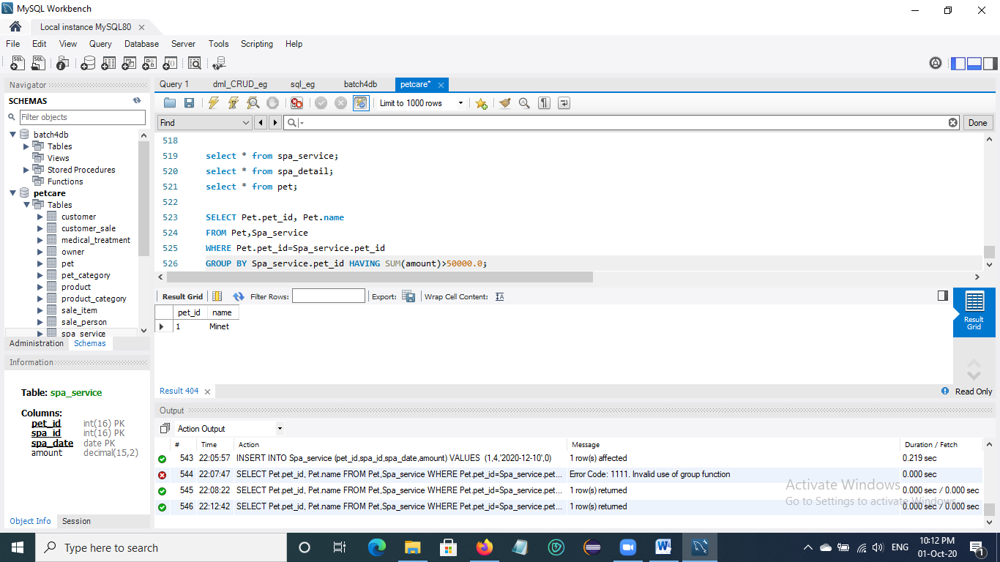 MySQL Workbench
Local instance MySQL80
File Edit View Query Database Server Tools Scripting Help
Navigator
SCHEMAS
Filter objects
batch4db
Tables
Views
Stored Procedures
Functions
petcare
Tables
customer
customer_sale
medical_treatment
owner
pet
pet_category
product
product_category
sale_item
sale_person
spa_service
Administration Schemas
Information
Table: spa_service
Columns:
pet_id int(16) PK
spa_id int(16) PK
spa_date date PK
amount decimal(15,2)
Object Info Session
Query 1 dml_CRUD_eg sql_eg batch4db petcare*
Limit to 1000 rows
Find Done
518
519 select * from spa_service;
520 select * from spa_detail;
521 select * from pet;
522
523 SELECT Pet.pet_id, Pet.name
524 FROM Pet,Spa_service
525 WHERE Pet.pet_id=Spa_service.pet_id
526 GROUP BY Spa_service.pet_id HAVING SUM(amount)>50000.0;
Result Grid Filter Rows: Export: Wrap Cell Content:
pet_id name
1 Minet
Result Grid
Result 404 Read Only
Output
Action Output
# Time Action Message Duration / Fetch
543 22:05:57 INSERT INTO Spa_service (pet_id,spa_id,spa_date,amount) VALUES (1,4,'2020-12-10',0) 1 row(s) affected 0.219 sec
544 22:07:47 SELECT Pet.pet_id, Pet.name FROM Pet,Spa_service WHERE Pet.pet_id=Spa_service.pet... Error Code: 1111. Invalid use of group function 0.000 sec
545 22:08:22 SELECT Pet.pet_id, Pet.name FROM Pet,Spa_service WHERE Pet.pet_id=Spa_service.pet... 1 row(s) returned 0.000 sec / 0.000 sec
546 22:12:42 SELECT Pet.pet_id, Pet.name FROM Pet,Spa_service WHERE Pet.pet_id=Spa_service.pet... 1 row(s) returned 0.000 sec / 0.000 sec
Activate Windows
Go to Settings to activate Windows.
Type here to search
ENG
10:12 PM
01-Oct-20
1